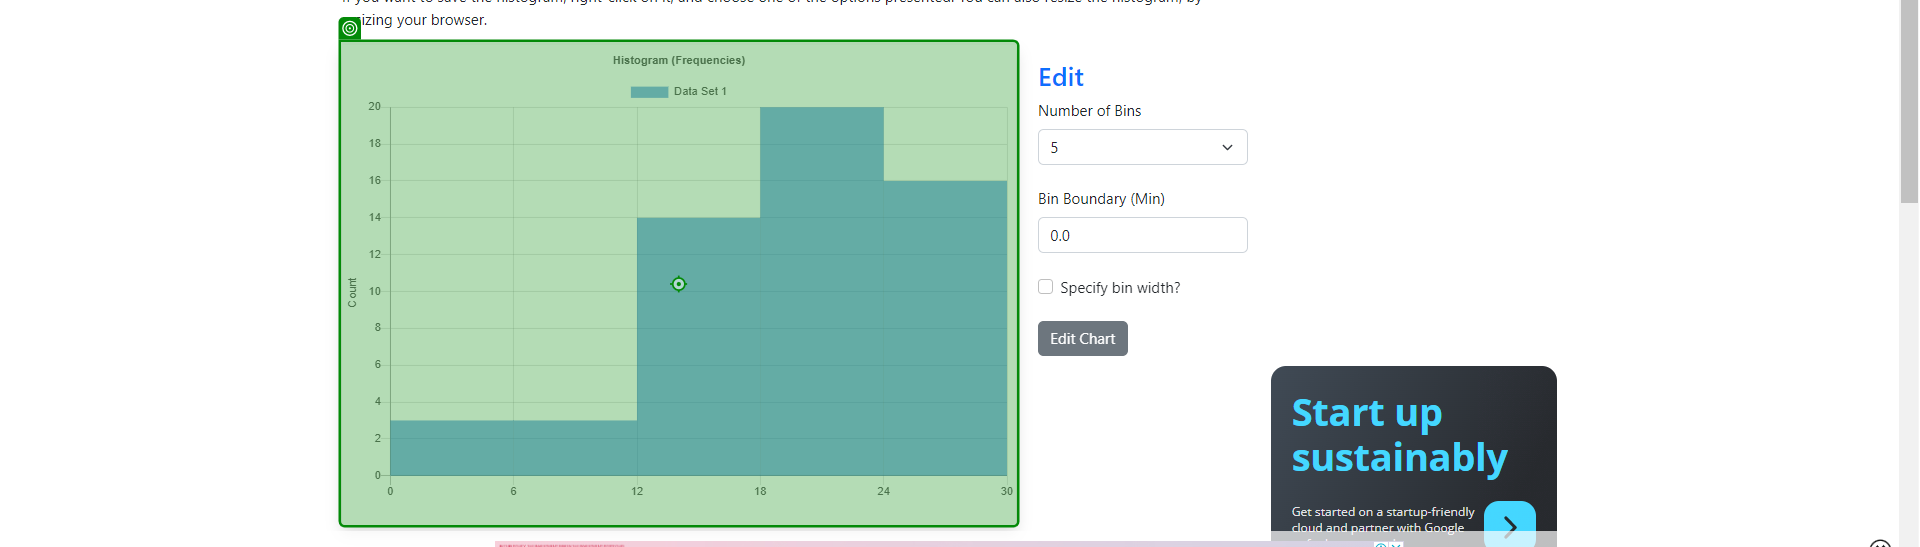 izing your browser.
Histogram (Frequencies)
Data Set 1
20
18
16
14
12
10
8
6
4
2
0
Count
0 6 12 18 24 30
Edit
Number of Bins
5
Bin Boundary (Min)
0.0
Specify bin width?
Edit Chart
Start up
sustainably
Get started on a startup-friendly
cloud and partner with Google